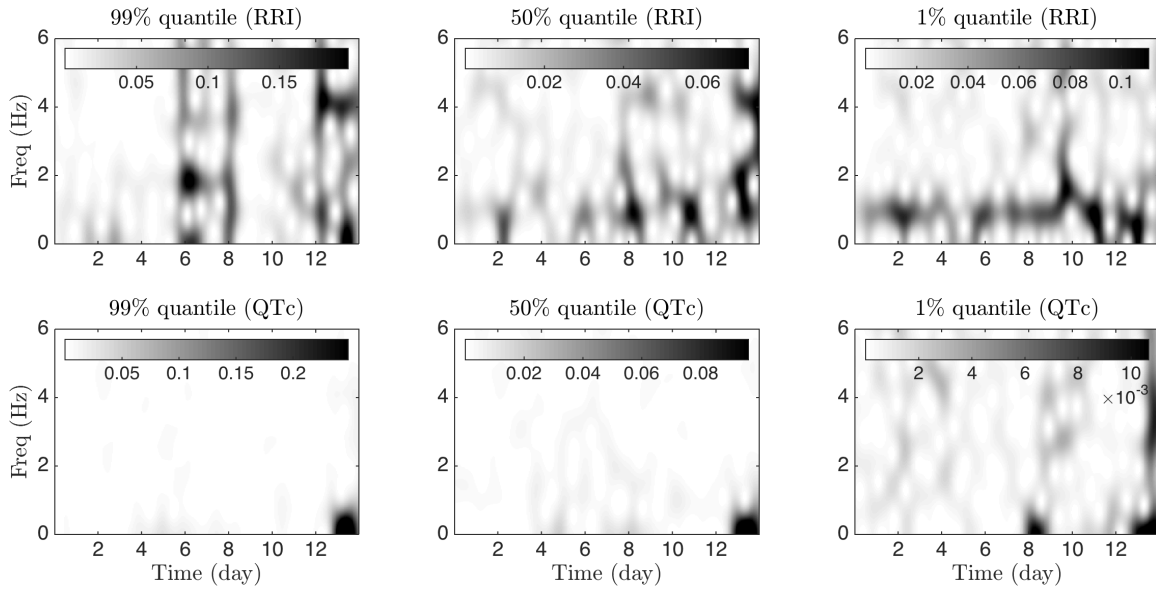 99% quantile (RRI) 50% quantile (RRI) 1% quantile (RRI)
6 6 6
0.05 0.1 0.15 0.02 0.04 0.06 0.02 0.04 0.06 0.08 0.1
4 4 4
Freq (Hz)
2 2 2
0 0 0
2 4 6 8 10 12 2 4 6 8 10 12 2 4 6 8 10 12
99% quantile (QTc) 50% quantile (QTc) 1% quantile (QTc)
6 6 6
0.05 0.1 0.15 0.2 0.02 0.04 0.06 0.08 2 4 6 8 10
×10⁻³
4 4 4
Freq (Hz)
2 2 2
0 0 0
2 4 6 8 10 12 2 4 6 8 10 12 2 4 6 8 10 12
Time (day) Time (day) Time (day)